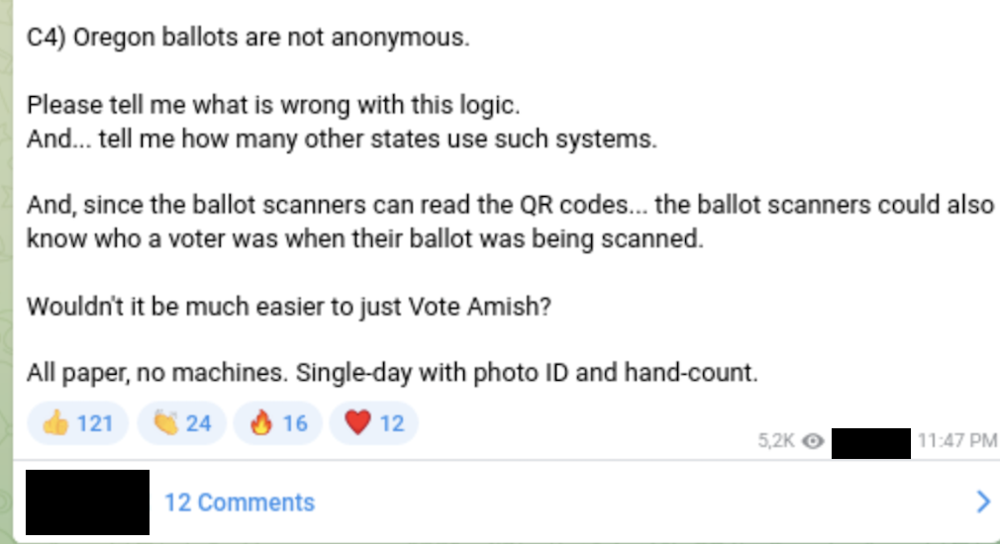 C4) Oregon ballots are not anonymous.
Please tell me what is wrong with this logic.
And... tell me how many other states use such systems.
And, since the ballot scanners can read the QR codes... the ballot scanners could also
know who a voter was when their ballot was being scanned.
Wouldn't it be much easier to just Vote Amish?
All paper, no machines. Single-day with photo ID and hand-count.
👍 121 👏 24 🔥 16 ❤️ 12
5,2K 11:47 PM
12 Comments